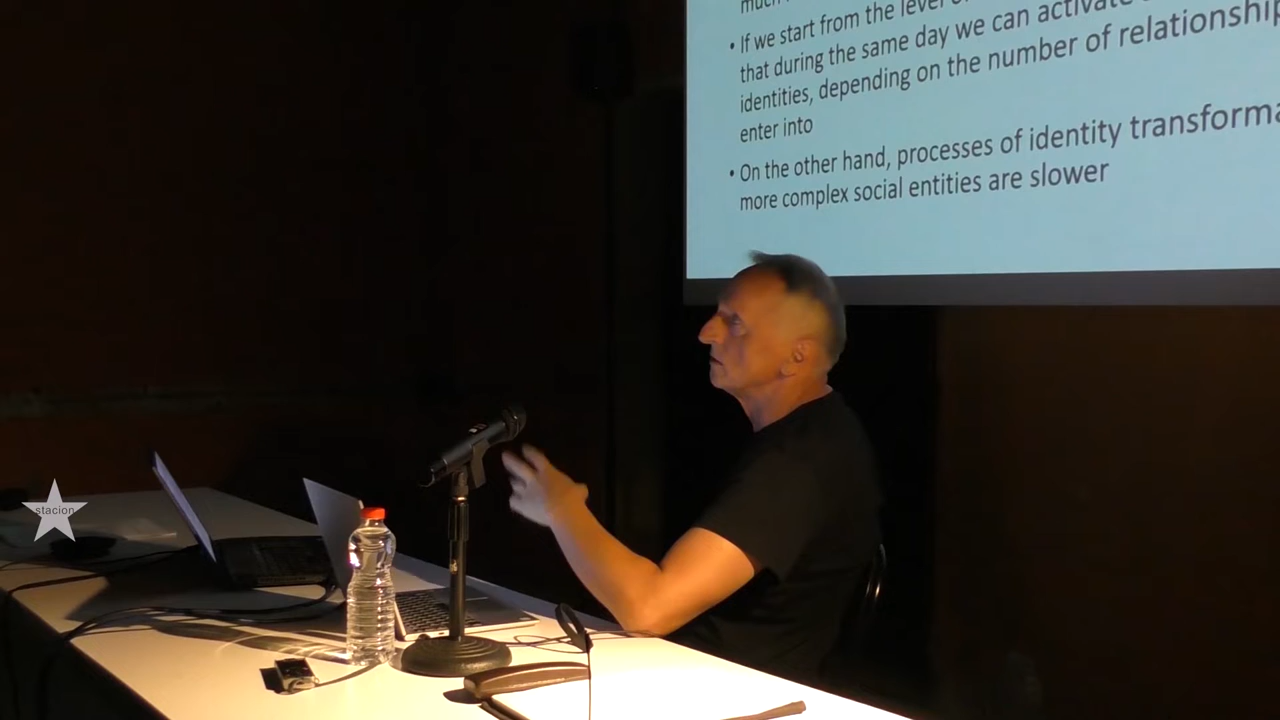 much
• If we start from the level
that during the same day we can activate
identities, depending on the number of relationship
enter into
• On the other hand, processes of identity transforma
more complex social entities are slower
stacion